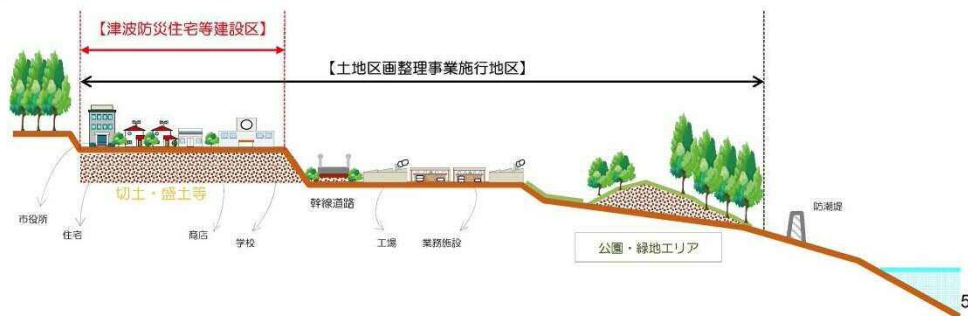 【津波防災住宅等建設区】
【土地区画整理事業施行地区】
切土・盛土等
幹線道路
防潮堤
市役所
住宅
商店
学校
工場
業務施設
公園・緑地エリア
5